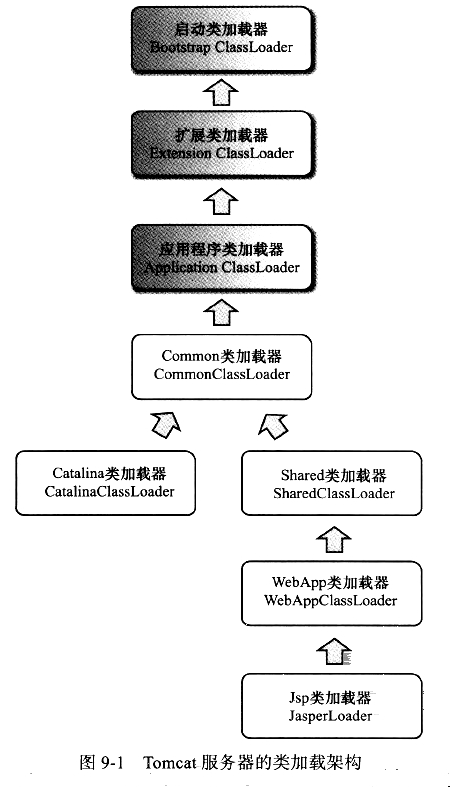 启动类加载器
Bootstrap ClassLoader
扩展类加载器
Extension ClassLoader
应用程序类加载器
Application ClassLoader
Common类加载器
CommonClassLoader
Catalina类加载器
CatalinaClassLoader
Shared类加载器
SharedClassLoader
WebApp类加载器
WebAppClassLoader
Jsp类加载器
JasperLoader
图 9-1 Tomcat 服务器的类加载架构